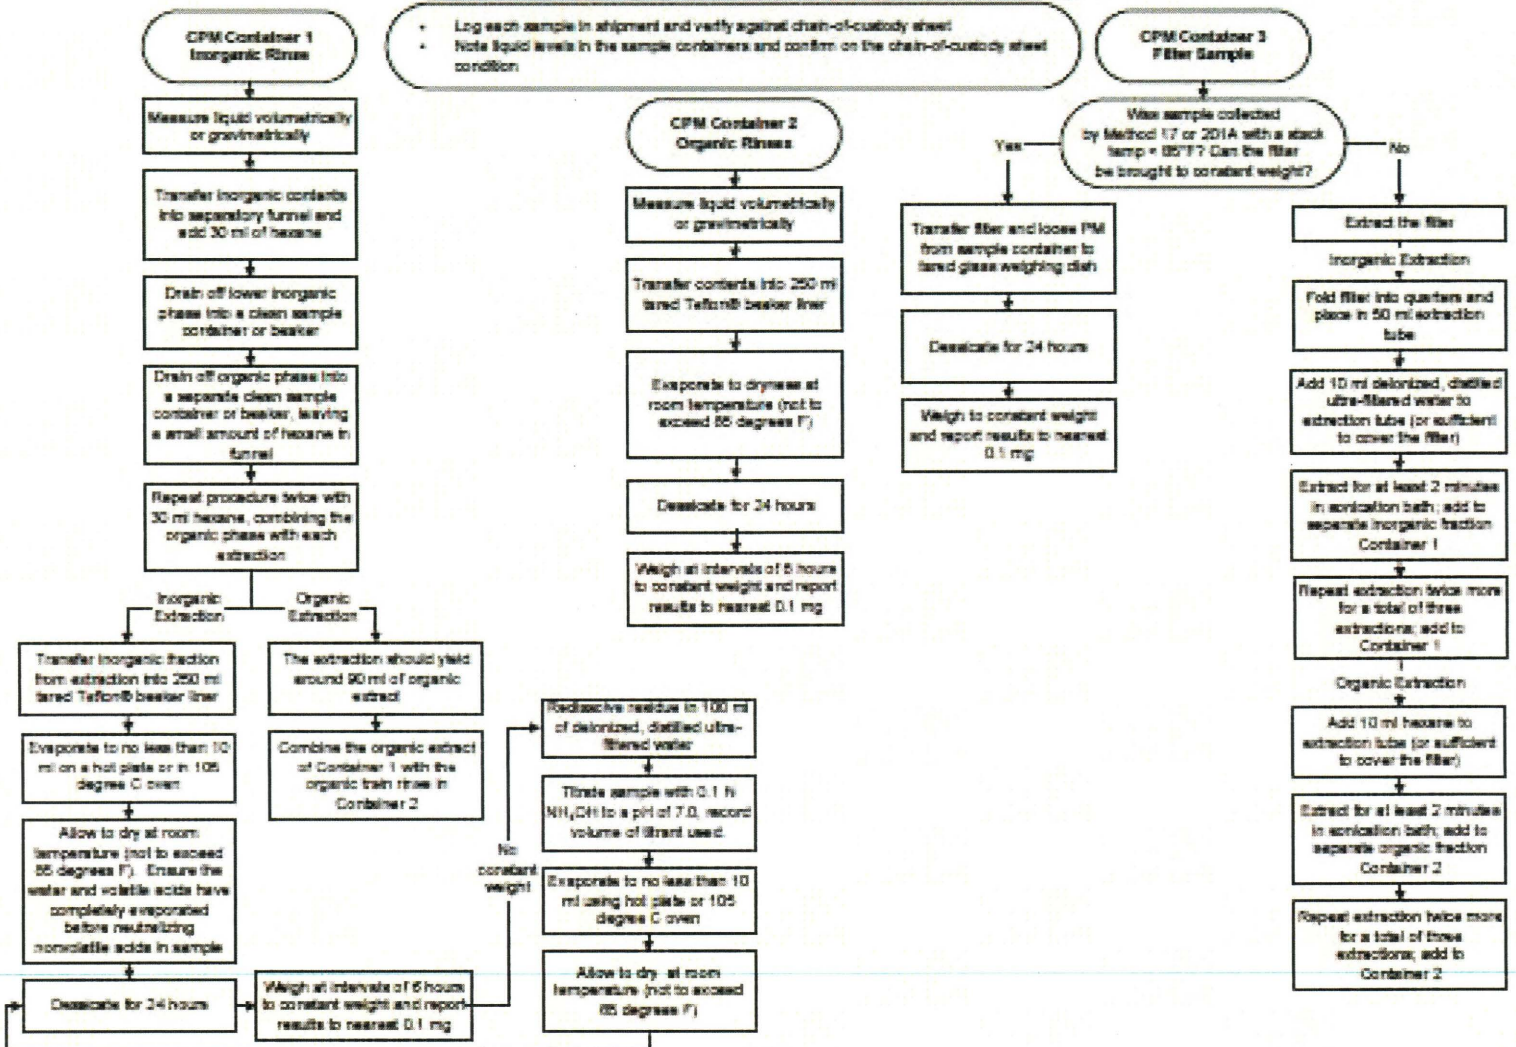 CPM Container 1
Inorganic Rinse
• Log each sample in shipment and verify against chain-of-custody sheet
• Note liquid levels in the sample containers and confirm on the chain-of-custody sheet
condition
CPM Container 3
Filter Sample
Measure liquid volumetrically
or gravimetrically
Transfer inorganic contents
into separatory funnel and
add 30 ml of hexane
Drain off lower inorganic
phase into a clean sample
container or beaker
Drain off organic phase into
a separate clean sample
container or beaker, leaving
a small amount of hexane in
funnel
Repeat procedure twice with
30 ml hexane, combining the
organic phase with each
extraction
Inorganic
Extraction
Organic
Extraction
Transfer inorganic fraction
from extraction into 250 ml
tared Teflon® beaker liner
Evaporate to no less than 10
ml on a hot plate or in 105
degree C oven
Allow to dry at room
temperature (not to exceed
85 degrees F). Ensure the
water and volatile acids have
completely evaporated
before neutralizing
nonvolatile acids in sample
Dessicate for 24 hours
The extraction should yield
around 90 ml of organic
extract
Combine the organic extract
of Container 1 with the
organic train rinse in
Container 2
Weigh at intervals of 6 hours
to constant weight and report
results to nearest 0.1 mg
No
constant
weight
Redissolve residue in 100 ml
of deionized, distilled ultra-
filtered water
Titrate sample with 0.1 N
NH₄OH to a pH of 7.0, record
volume of titrant used.
Evaporate to no less than 10
ml using hot plate or 105
degree C oven
Allow to dry at room
temperature (not to exceed
85 degrees F)
CPM Container 2
Organic Rinses
Measure liquid volumetrically
or gravimetrically
Transfer contents into 250 ml
tared Teflon® beaker liner
Evaporate to dryness at
room temperature (not to
exceed 85 degrees F)
Dessicate for 24 hours
Weigh at intervals of 6 hours
to constant weight and report
results to nearest 0.1 mg
Was sample collected
by Method 17 or 201A with a stack
temp < 85°F? Can the filter
be brought to constant weight?
Yes
No
Transfer filter and loose PM
from sample container to
tared glass weighing dish
Dessicate for 24 hours
Weigh to constant weight
and report results to nearest
0.1 mg
Extract the filter
Inorganic Extraction
Fold filter into quarters and
place in 50 ml extraction
tube
Add 10 ml deionized, distilled
ultra-filtered water to
extraction tube (or sufficient
to cover the filter)
Extract for at least 2 minutes
in sonication bath; add to
separate inorganic fraction
Container 1
Repeat extraction twice more
for a total of three
extractions; add to
Container 1
Organic Extraction
Add 10 ml hexane to
extraction tube (or sufficient
to cover the filter)
Extract for at least 2 minutes
in sonication bath; add to
separate organic fraction
Container 2
Repeat extraction twice more
for a total of three
extractions; add to
Container 2